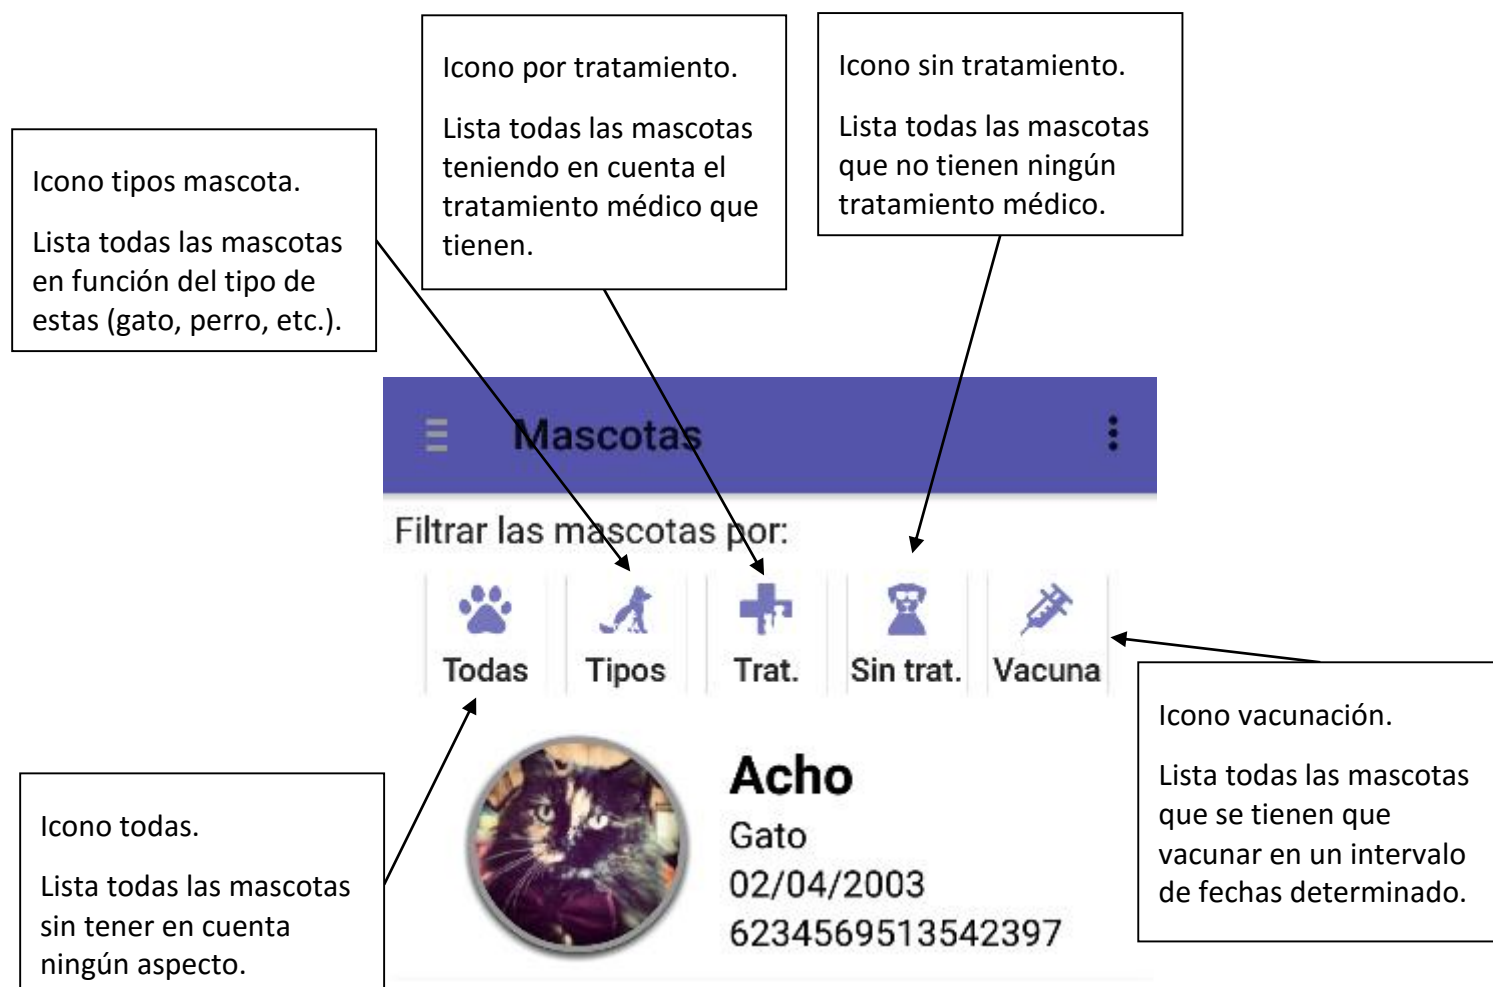 Icono por tratamiento.
Lista todas las mascotas
teniendo en cuenta el
tratamiento médico que
tienen.
Icono sin tratamiento.
Lista todas las mascotas
que no tienen ningún
tratamiento médico.
Icono tipos mascota.
Lista todas las mascotas
en función del tipo de
estas (gato, perro, etc.).
Mascotas
Filtrar las mascotas por:
Todas
Tipos
Trat.
Sin trat.
Vacuna
Acho
Gato
02/04/2003
6234569513542397
Icono vacunación.
Lista todas las mascotas
que se tienen que
vacunar en un intervalo
de fechas determinado.
Icono todas.
Lista todas las mascotas
sin tener en cuenta
ningún aspecto.